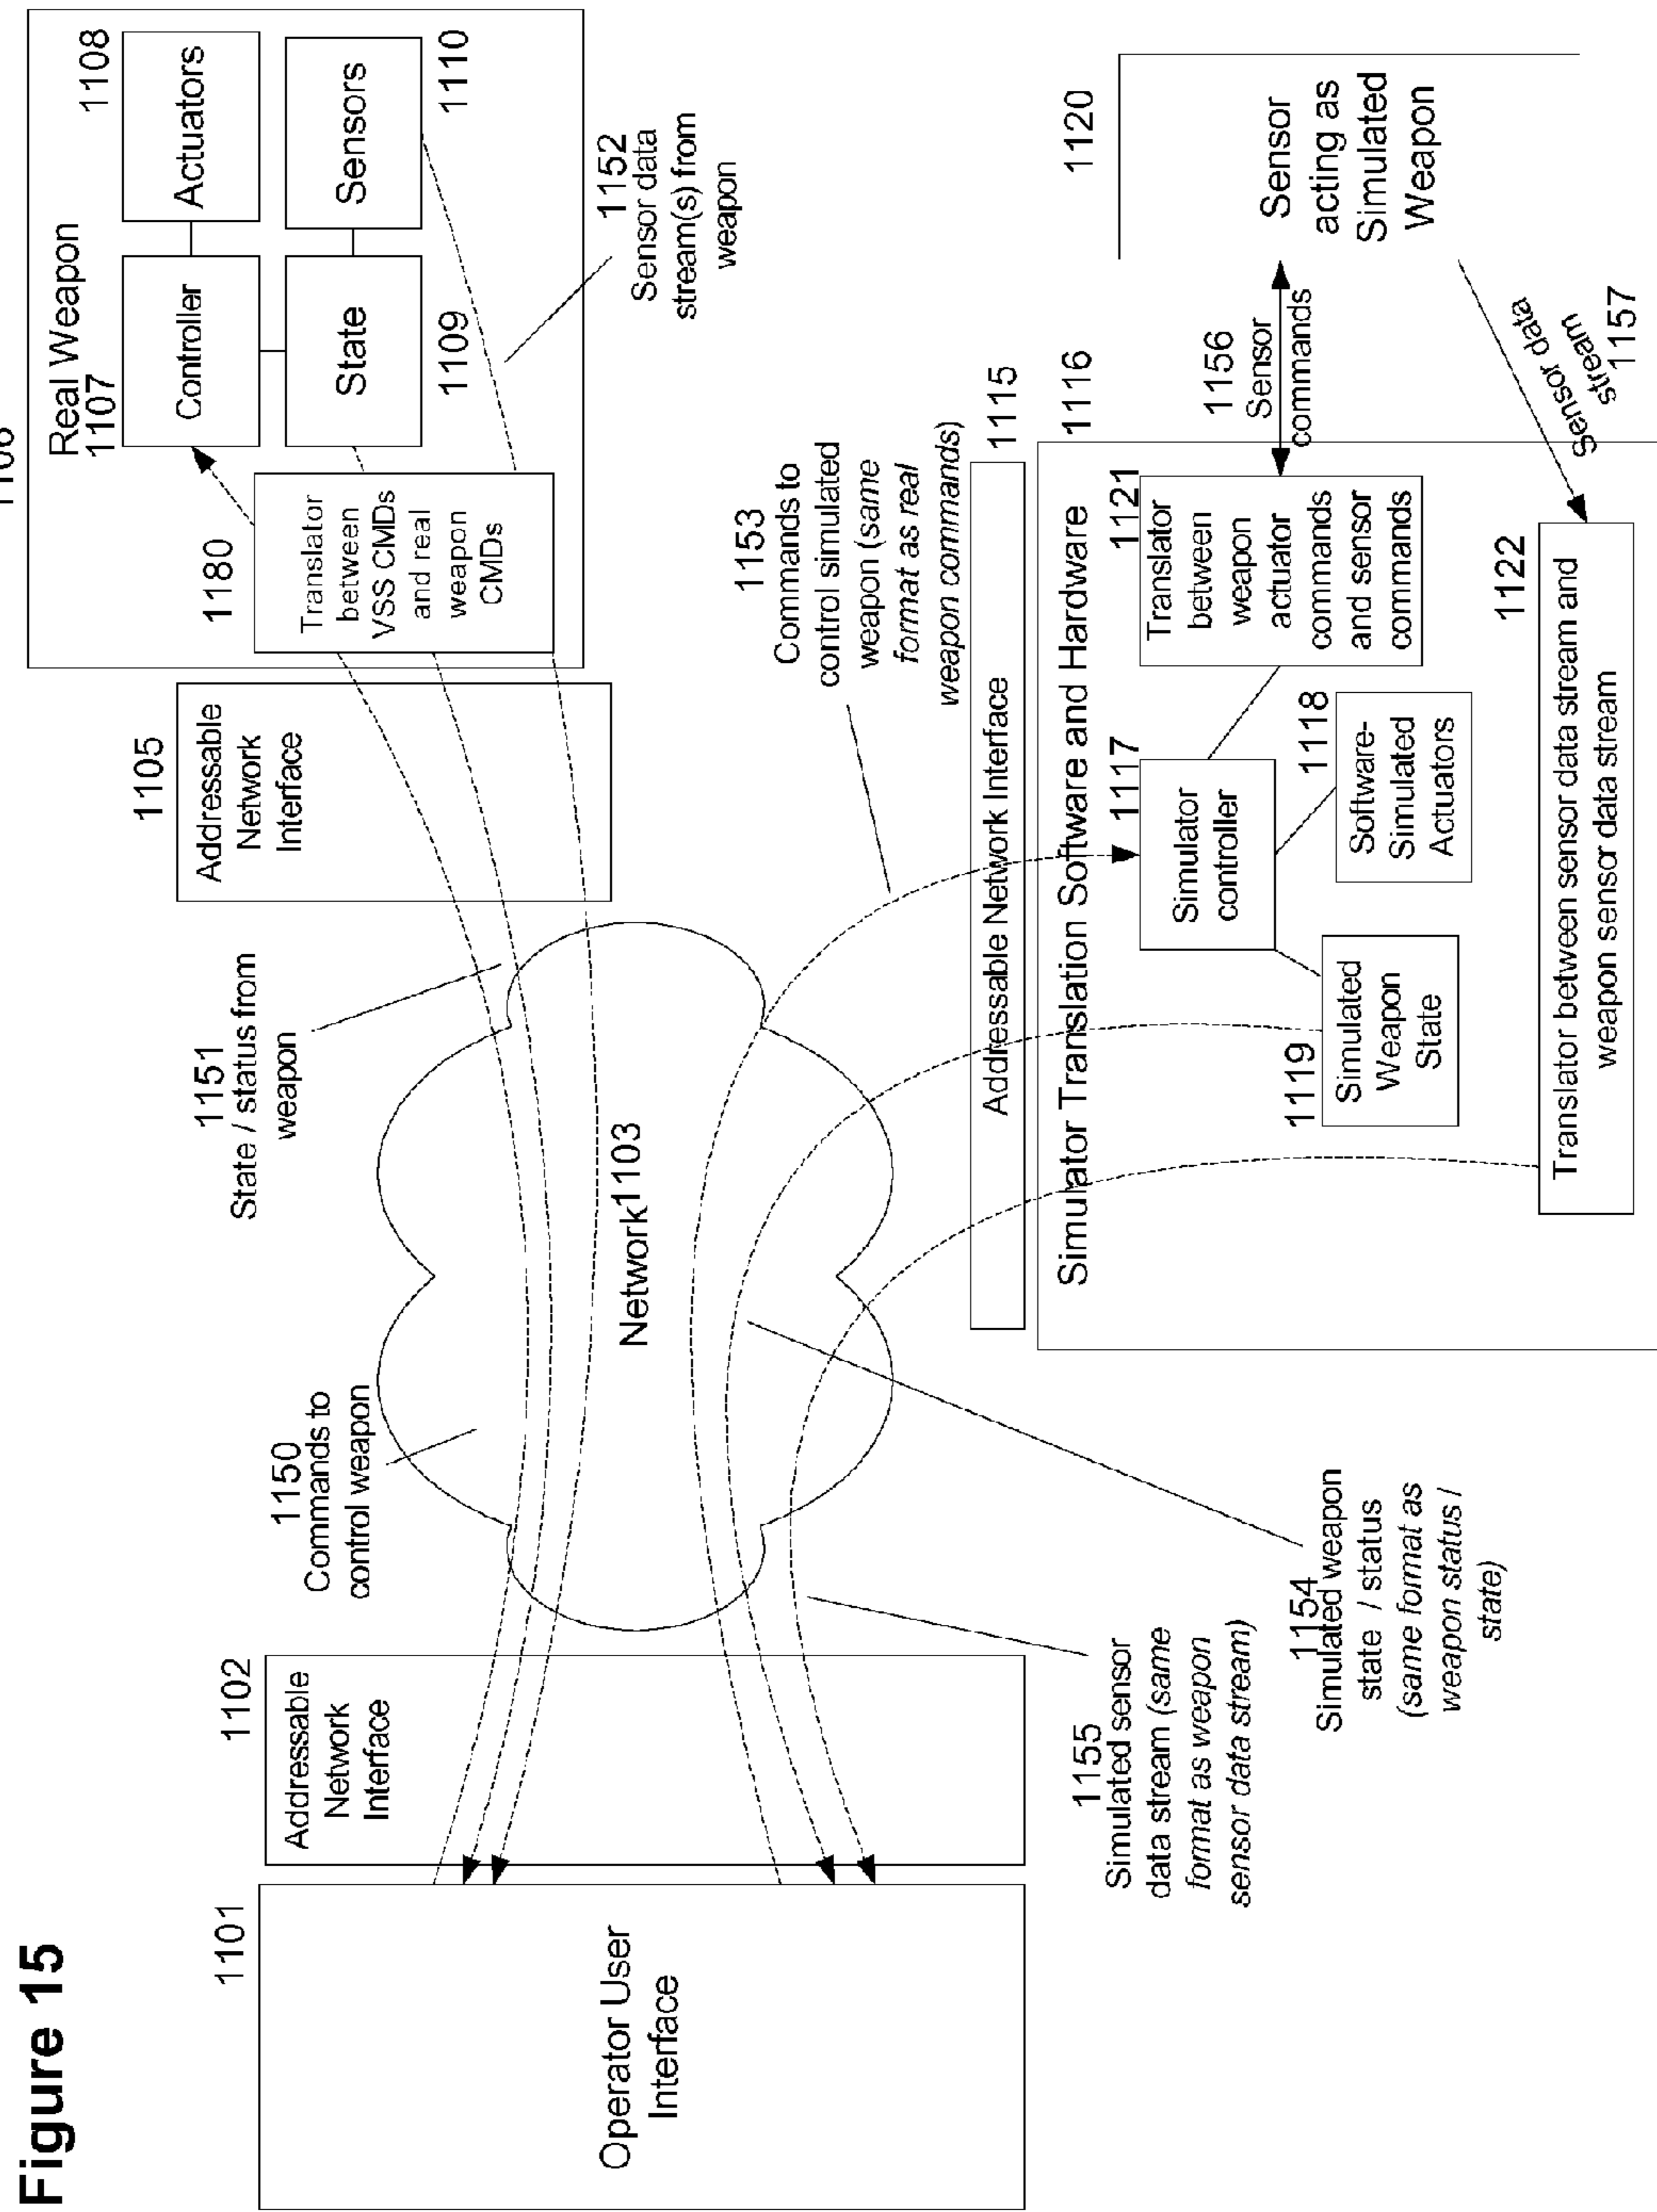 Figure 15
1101
Operator User
Interface
1102
Addressable
Network
Interface
1150
Commands to
control weapon
1151
State / status from
weapon
Network1103
1105
Addressable
Network
Interface
Real Weapon
1107
Controller
1108
Actuators
State
1109
Sensors
1110
1180
Translator
between
VSS CMDs
and real
weapon
CMDs
1152
Sensor data
stream(s) from
weapon
1153
Commands to
control simulated
weapon (same
format as real
weapon commands)
Addressable Network Interface
1115
1116
Simulator Translation Software and Hardware
1117
Simulator
controller
1118
Software-
Simulated
Actuators
1119
Simulated
Weapon
State
1121
Translator
between
weapon
actuator
commands
and sensor
commands
1122
Translator between sensor data stream and
weapon sensor data stream
1156
Sensor
commands
1120
Sensor
acting as
Simulated
Weapon
Sensor data
stream
1157
1155
Simulated sensor
data stream (same
format as weapon
sensor data stream)
1154
Simulated weapon
state / status
(same format as
weapon status /
state)